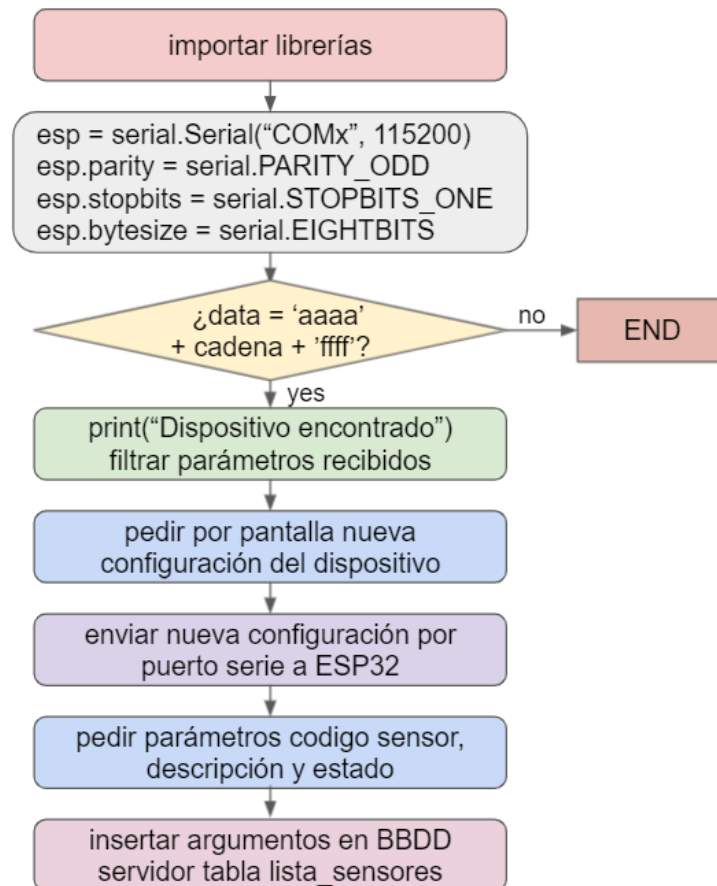 importar librerías
esp = serial.Serial(“COMx”, 115200)
esp.parity = serial.PARITY_ODD
esp.stopbits = serial.STOPBITS_ONE
esp.bytesize = serial.EIGHTBITS
¿data = ‘aaaa’
+ cadena + ’ffff’?
no
END
yes
print(“Dispositivo encontrado”)
filtrar parámetros recibidos
pedir por pantalla nueva
configuración del dispositivo
enviar nueva configuración por
puerto serie a ESP32
pedir parámetros codigo sensor,
descripción y estado
insertar argumentos en BBDD
servidor tabla lista_sensores